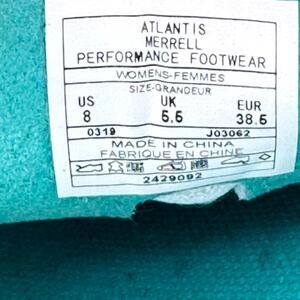 ATLANTIS
MERRELL
PERFORMANCE FOOTWEAR
WOMENS-FEMMES
SIZE-GRANDEUR
US UK EUR
8 5.5 38.5
0319 J03062
MADE IN CHINA
FABRIQUE EN CHINE
2429092